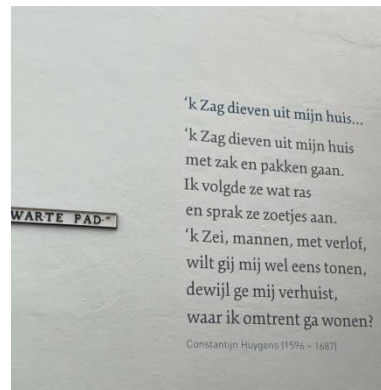 'k Zag dieven uit mijn huis...
'k Zag dieven uit mijn huis
met zak en pakken gaan.
Ik volgde ze wat ras
en sprak ze zoetjes aan.
'k Zei, mannen, met verlof,
wilt gij mij wel eens tonen,
dewijl ge mij verhuist,
waar ik omtrent ga wonen?
Constantijn Huygens (1596 - 1687)
WARTE PAD